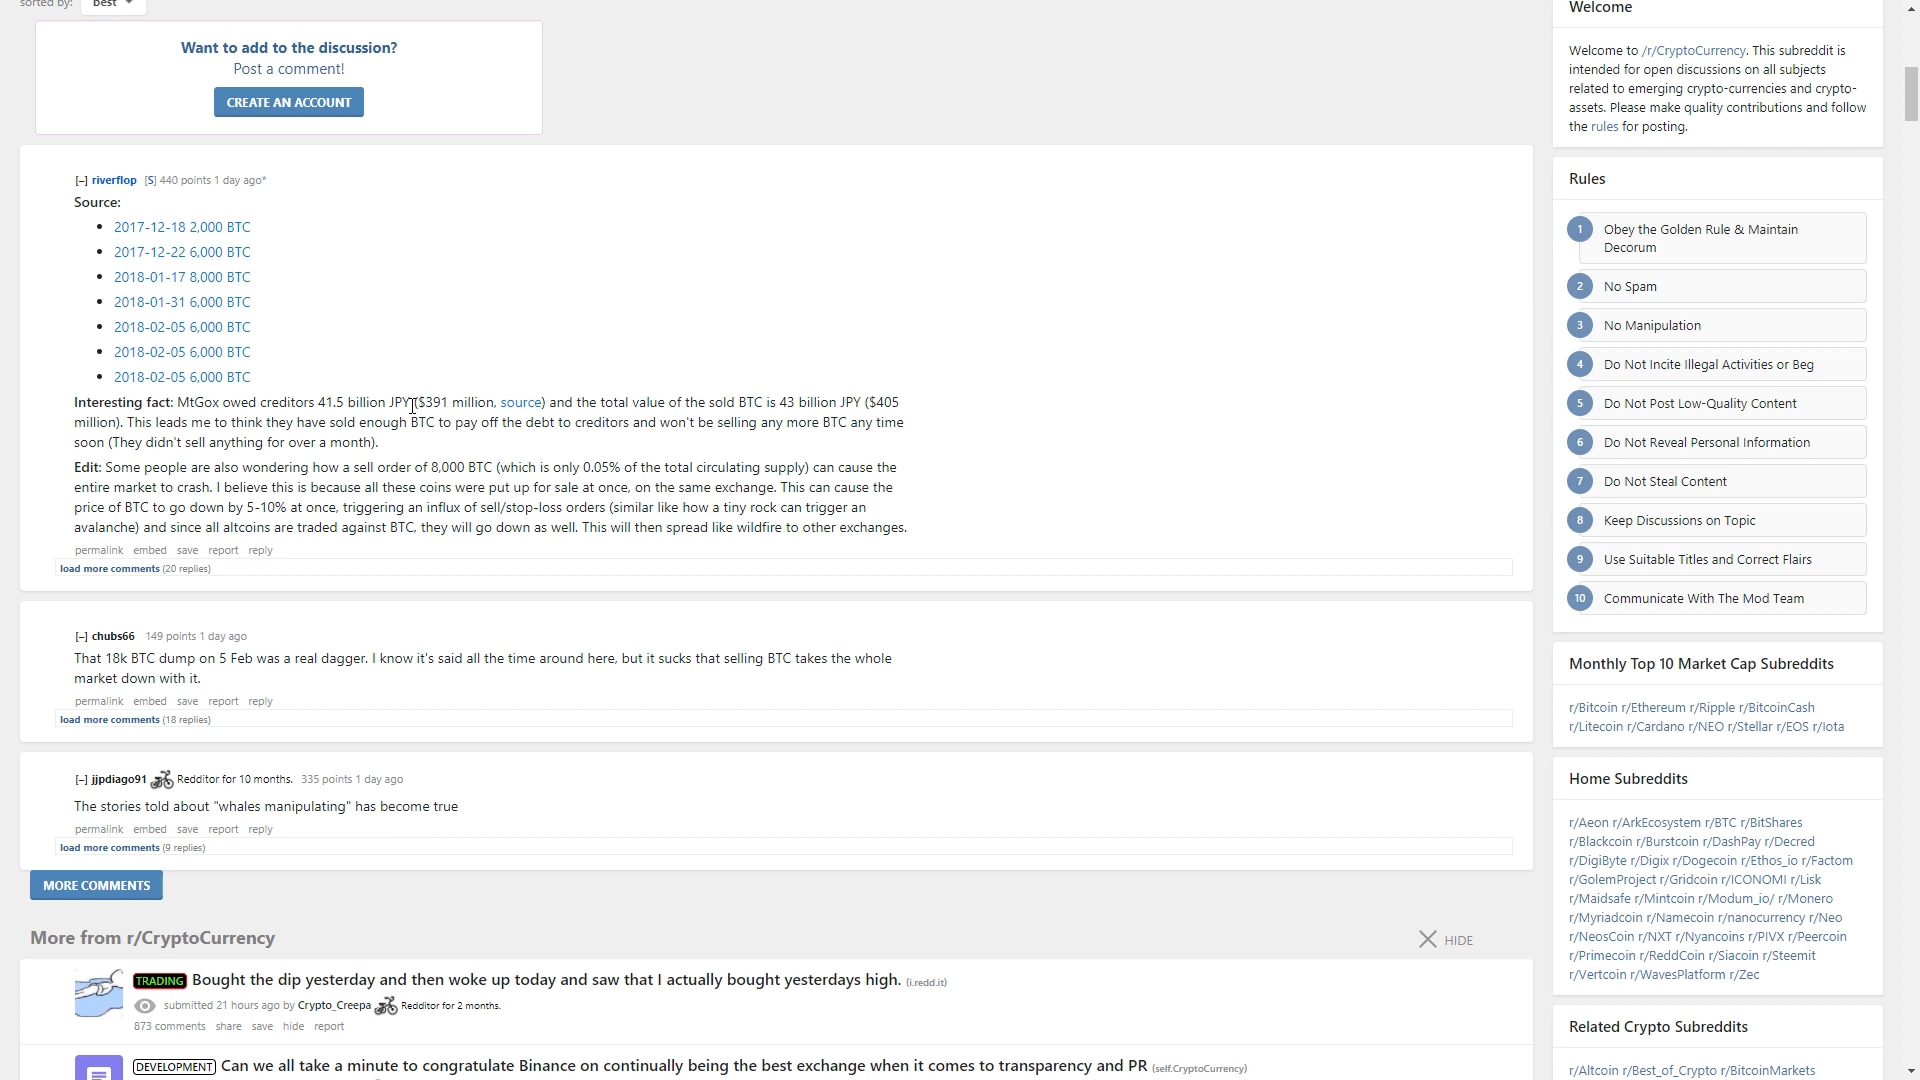 sorted by: best
Want to add to the discussion?
Post a comment!
CREATE AN ACCOUNT
[–] riverflop [S] 440 points 1 day ago*
Source:
2017-12-18 2,000 BTC
2017-12-22 6,000 BTC
2018-01-17 8,000 BTC
2018-01-31 6,000 BTC
2018-02-05 6,000 BTC
2018-02-05 6,000 BTC
2018-02-05 6,000 BTC
Interesting fact: MtGox owed creditors 41.5 billion JPY ($391 million, source) and the total value of the sold BTC is 43 billion JPY ($405
million). This leads me to think they have sold enough BTC to pay off the debt to creditors and won't be selling any more BTC any time
soon (They didn't sell anything for over a month).
Edit: Some people are also wondering how a sell order of 8,000 BTC (which is only 0.05% of the total circulating supply) can cause the
entire market to crash. I believe this is because all these coins were put up for sale at once, on the same exchange. This can cause the
price of BTC to go down by 5-10% at once, triggering an influx of sell/stop-loss orders (similar like how a tiny rock can trigger an
avalanche) and since all altcoins are traded against BTC, they will go down as well. This will then spread like wildfire to other exchanges.
permalink embed save report reply
load more comments (20 replies)
[–] chubs66 149 points 1 day ago
That 18k BTC dump on 5 Feb was a real dagger. I know it's said all the time around here, but it sucks that selling BTC takes the whole
market down with it.
permalink embed save report reply
load more comments (18 replies)
[–] jjpdiago91 Redditor for 10 months. 335 points 1 day ago
The stories told about "whales manipulating" has become true
permalink embed save report reply
load more comments (9 replies)
MORE COMMENTS
More from r/CryptoCurrency
HIDE
TRADING Bought the dip yesterday and then woke up today and saw that I actually bought yesterdays high. (i.redd.it)
submitted 21 hours ago by Crypto_Creepa Redditor for 2 months.
873 comments share save hide report
DEVELOPMENT Can we all take a minute to congratulate Binance on continually being the best exchange when it comes to transparency and PR (self.CryptoCurrency)
Welcome
Welcome to /r/CryptoCurrency. This subreddit is
intended for open discussions on all subjects
related to emerging crypto-currencies and crypto-
assets. Please make quality contributions and follow
the rules for posting.
Rules
1 Obey the Golden Rule & Maintain
Decorum
2 No Spam
3 No Manipulation
4 Do Not Incite Illegal Activities or Beg
5 Do Not Post Low-Quality Content
6 Do Not Reveal Personal Information
7 Do Not Steal Content
8 Keep Discussions on Topic
9 Use Suitable Titles and Correct Flairs
10 Communicate With The Mod Team
Monthly Top 10 Market Cap Subreddits
r/Bitcoin r/Ethereum r/Ripple r/BitcoinCash
r/Litecoin r/Cardano r/NEO r/Stellar r/EOS r/Iota
Home Subreddits
r/Aeon r/ArkEcosystem r/BTC r/BitShares
r/Blackcoin r/Burstcoin r/DashPay r/Decred
r/DigiByte r/Digix r/Dogecoin r/Ethos_io r/Factom
r/GolemProject r/Gridcoin r/ICONOMI r/Lisk
r/Maidsafe r/Mintcoin r/Modum_io/ r/Monero
r/Myriadcoin r/Namecoin r/nanocurrency r/Neo
r/NeosCoin r/NXT r/Nyancoins r/PIVX r/Peercoin
r/Primecoin r/ReddCoin r/Siacoin r/Steemit
r/Vertcoin r/WavesPlatform r/Zec
Related Crypto Subreddits
r/Altcoin r/Best_of_Crypto r/BitcoinMarkets